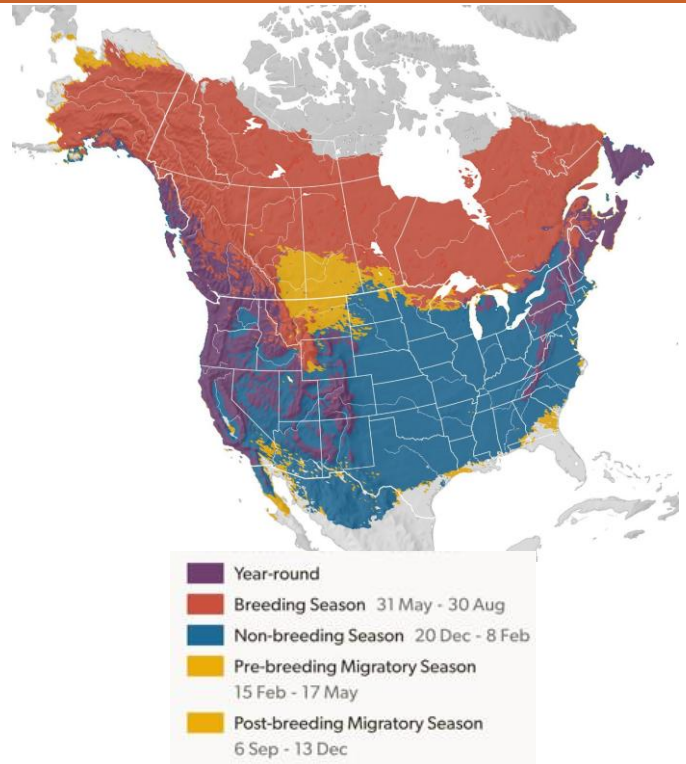 Year-round
Breeding Season 31 May - 30 Aug
Non-breeding Season 20 Dec - 8 Feb
Pre-breeding Migratory Season
15 Feb - 17 May
Post-breeding Migratory Season
6 Sep - 13 Dec